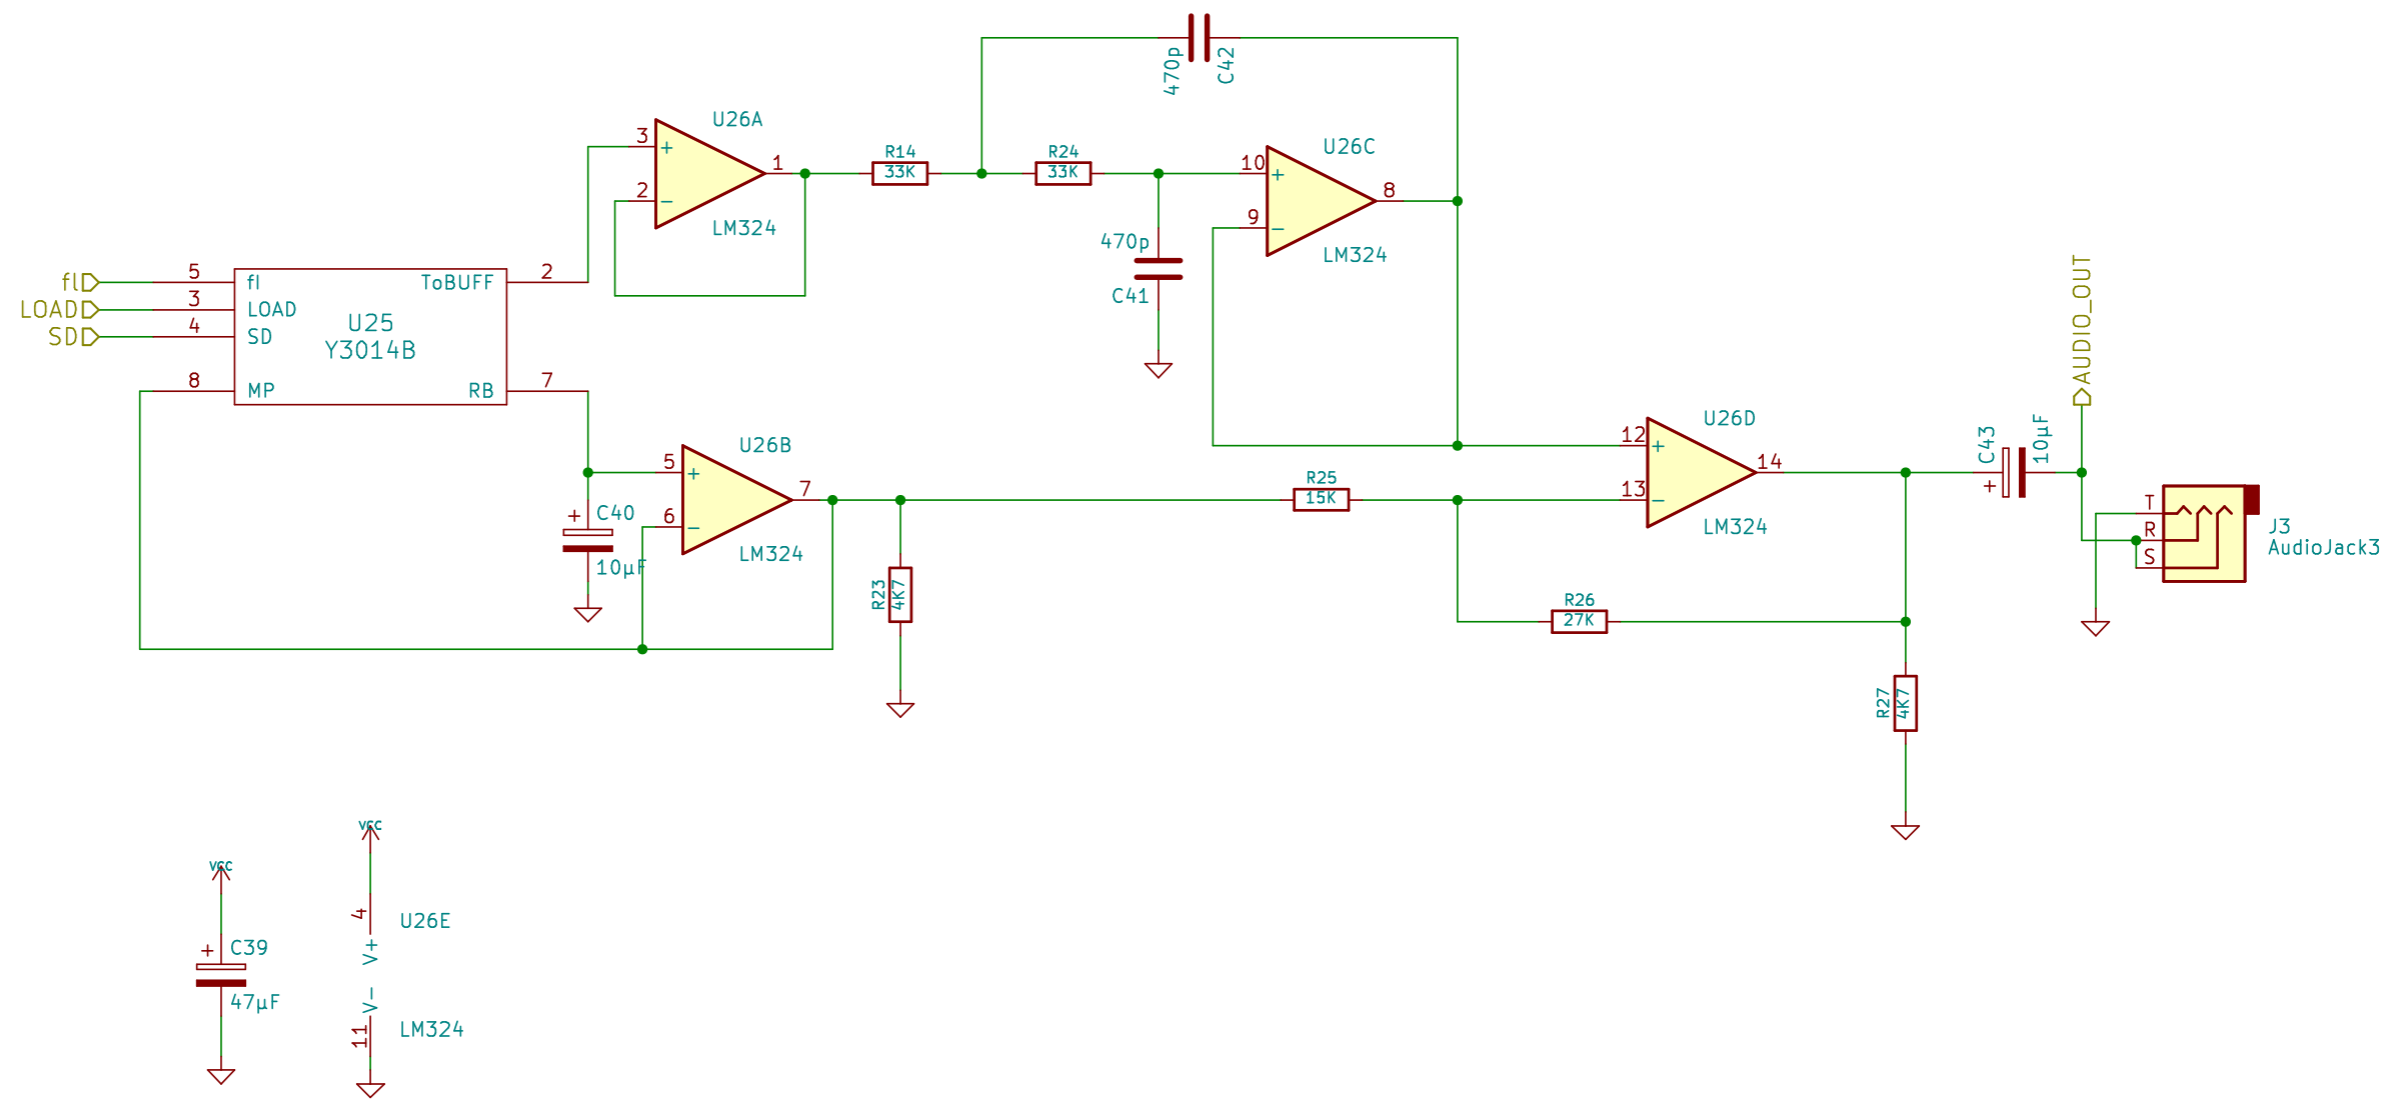 470p
C42
U26A
3
+
2
−
1
LM324
R14
33K
R24
33K
U26C
10
+
9
−
8
LM324
470p
C41
fI
LOAD
SD
5
3
4
8
fI
LOAD
SD
MP
U25
Y3014B
ToBUFF
RB
2
7
AUDIO_OUT
U26B
5
+
6
−
7
LM324
+
C40
10µF
R23
4K7
R25
15K
U26D
12
+
13
−
14
LM324
C43
10µF
+
T
R
S
J3
AudioJack3
R26
27K
R27
4K7
VCC
VCC
+
C39
47µF
4
V+
V−
11
U26E
LM324